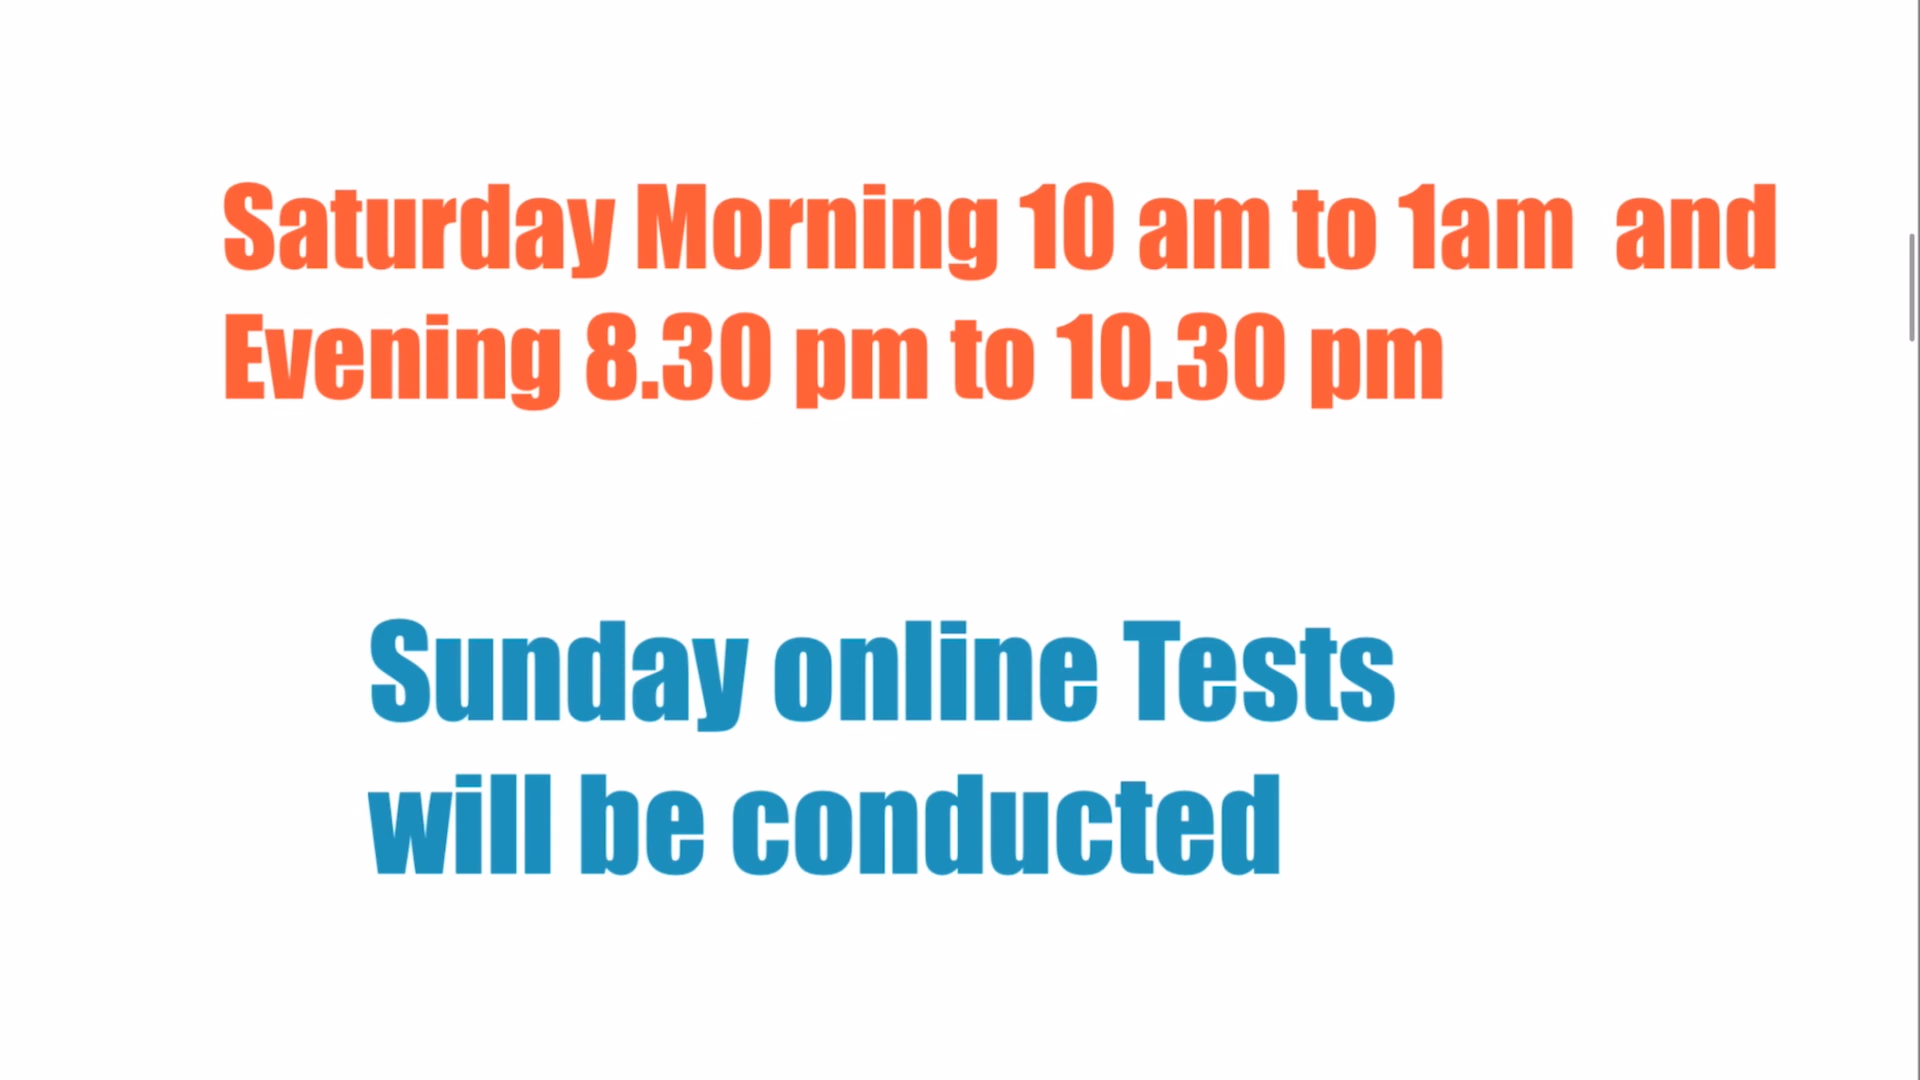 Saturday Morning 10 am to 1am and
Evening 8.30 pm to 10.30 pm
Sunday online Tests
will be conducted